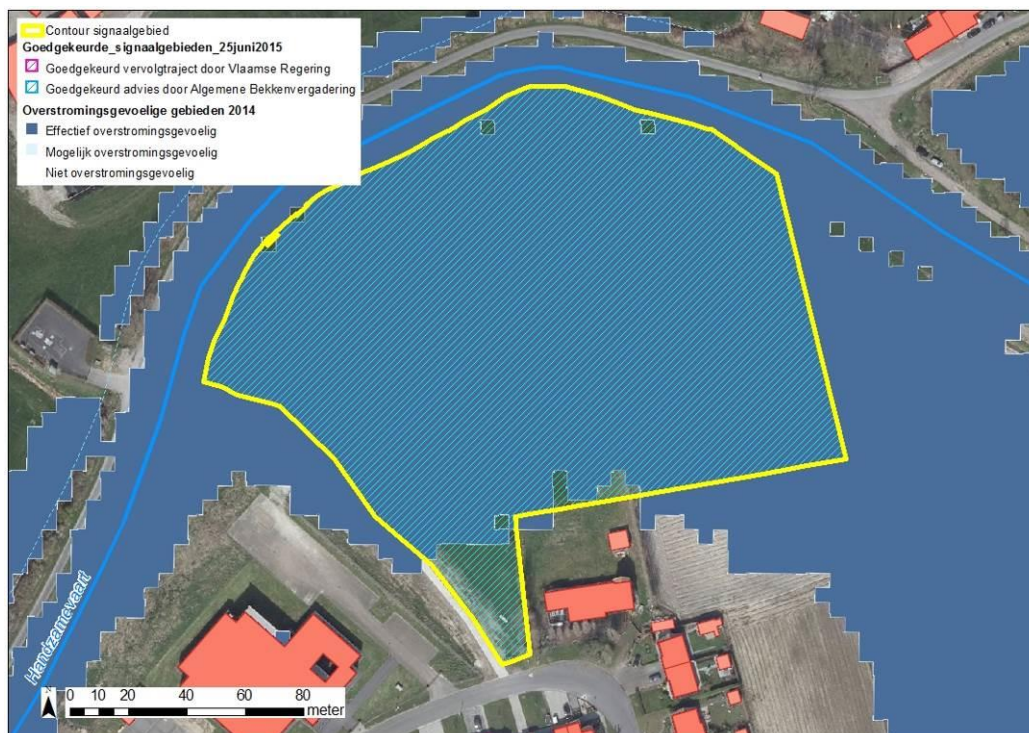 Contour signaalgebied
Goedgekeurde_signaalgebieden_25juni2015
Goedgekeurd vervolgtraject door Vlaamse Regering
Goedgekeurd advies door Algemene Bekkenvergadering
Overstromingsgevoelige gebieden 2014
Effectief overstromingsgevoelig
Mogelijk overstromingsgevoelig
Niet overstromingsgevoelig
Handzamevaart
0 10 20 40 60 80
meter